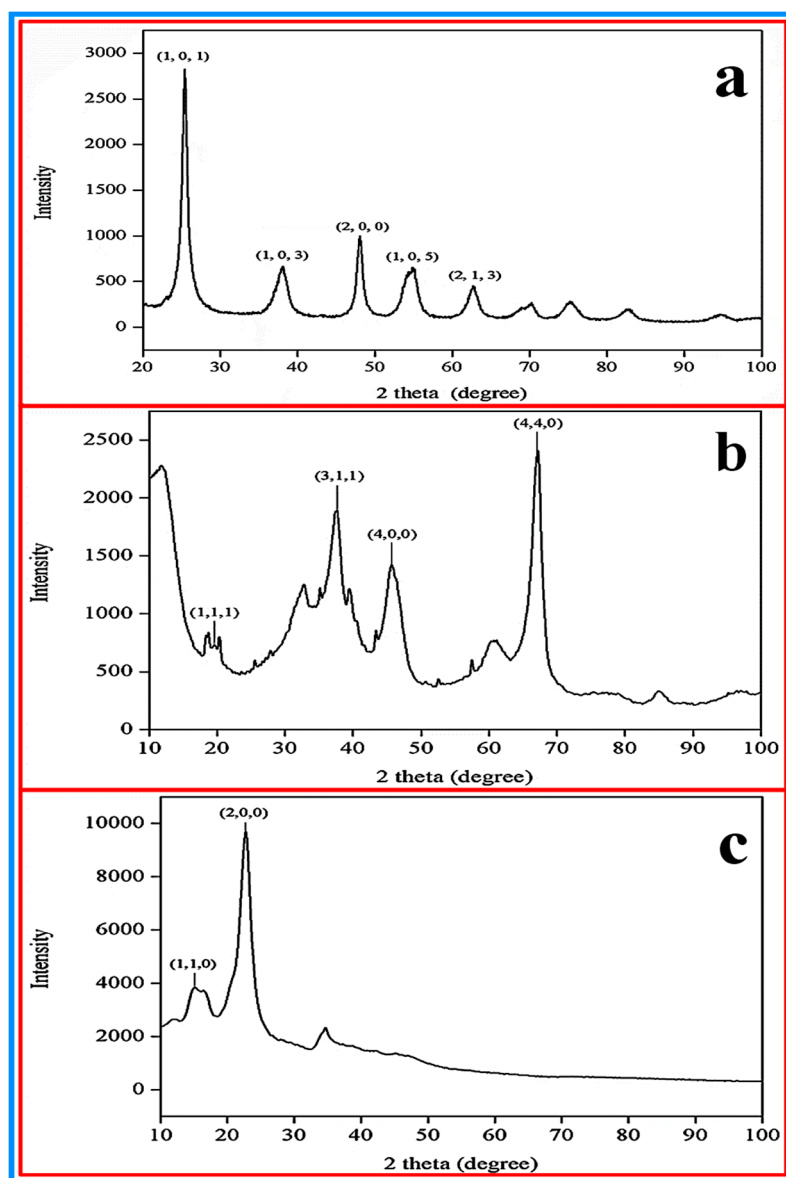 a
(1, 0, 1)
(1, 0, 3)
(2, 0, 0)
(1, 0, 5)
(2, 1, 3)
Intensity
3000
2500
2000
1500
1000
500
0
20 30 40 50 60 70 80 90 100
2 theta (degree)
b
(1,1,1)
(3,1,1)
(4,0,0)
(4,4,0)
Intensity
2500
2000
1500
1000
500
0
10 20 30 40 50 60 70 80 90 100
2 theta (degree)
c
(1,1,0)
(2,0,0)
Intensity
10000
8000
6000
4000
2000
0
10 20 30 40 50 60 70 80 90 100
2 theta (degree)